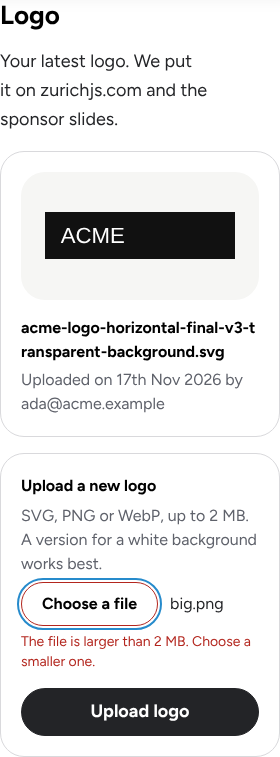 Logo
Your latest logo. We put
it on zurichjs.com and the
sponsor slides.
ACME
acme-logo-horizontal-final-v3-t
ransparent-background.svg
Uploaded on 17th Nov 2026 by
ada@acme.example
Upload a new logo
SVG, PNG or WebP, up to 2 MB.
A version for a white background
works best.
Choose a file big.png
The file is larger than 2 MB. Choose a
smaller one.
Upload logo